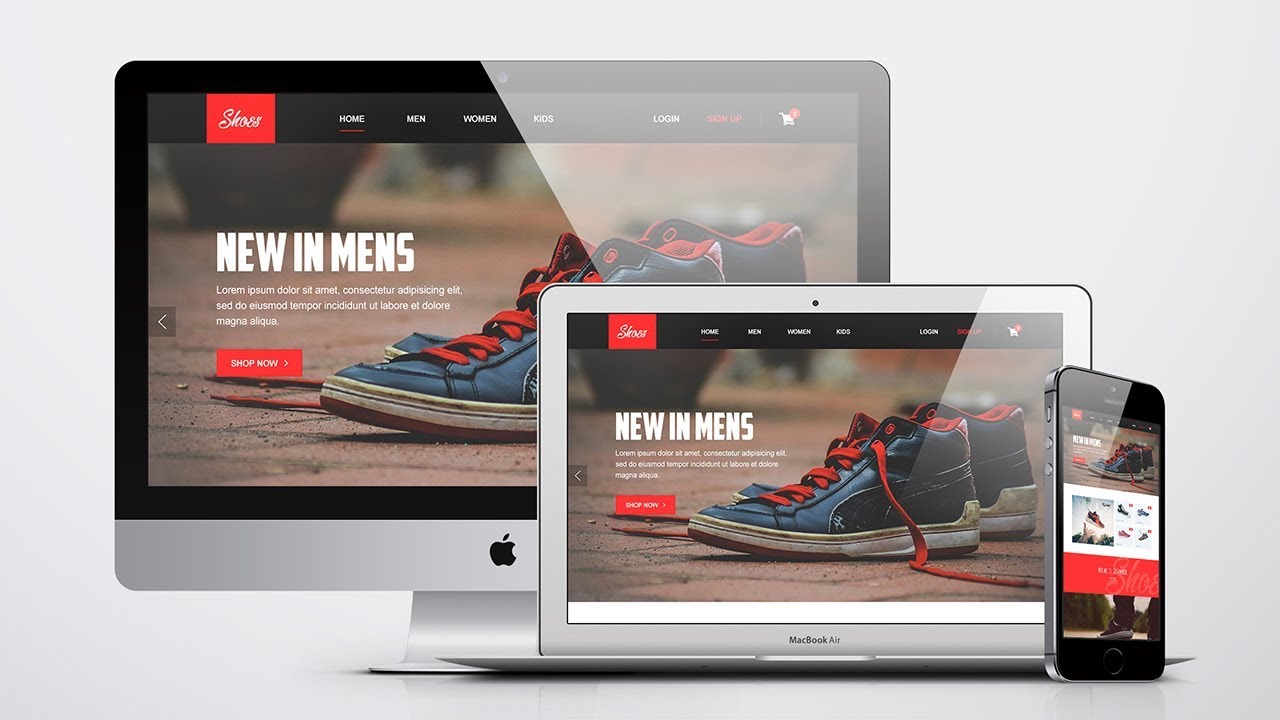 Shoes
HOME MEN WOMEN KIDS LOGIN SIGN UP
NEW IN MENS
Lorem ipsum dolor sit amet, consectetur adipisicing elit,
sed do eiusmod tempor incididunt ut labore et dolore
magna aliqua.
SHOP NOW
Shoes
HOME MEN WOMEN KIDS LOGIN SIGN UP
NEW IN MENS
Lorem ipsum dolor sit amet, consectetur adipisicing elit,
sed do eiusmod tempor incididunt ut labore et dolore
magna aliqua.
SHOP NOW
MacBook Air
NEW IN MENS
Shoes